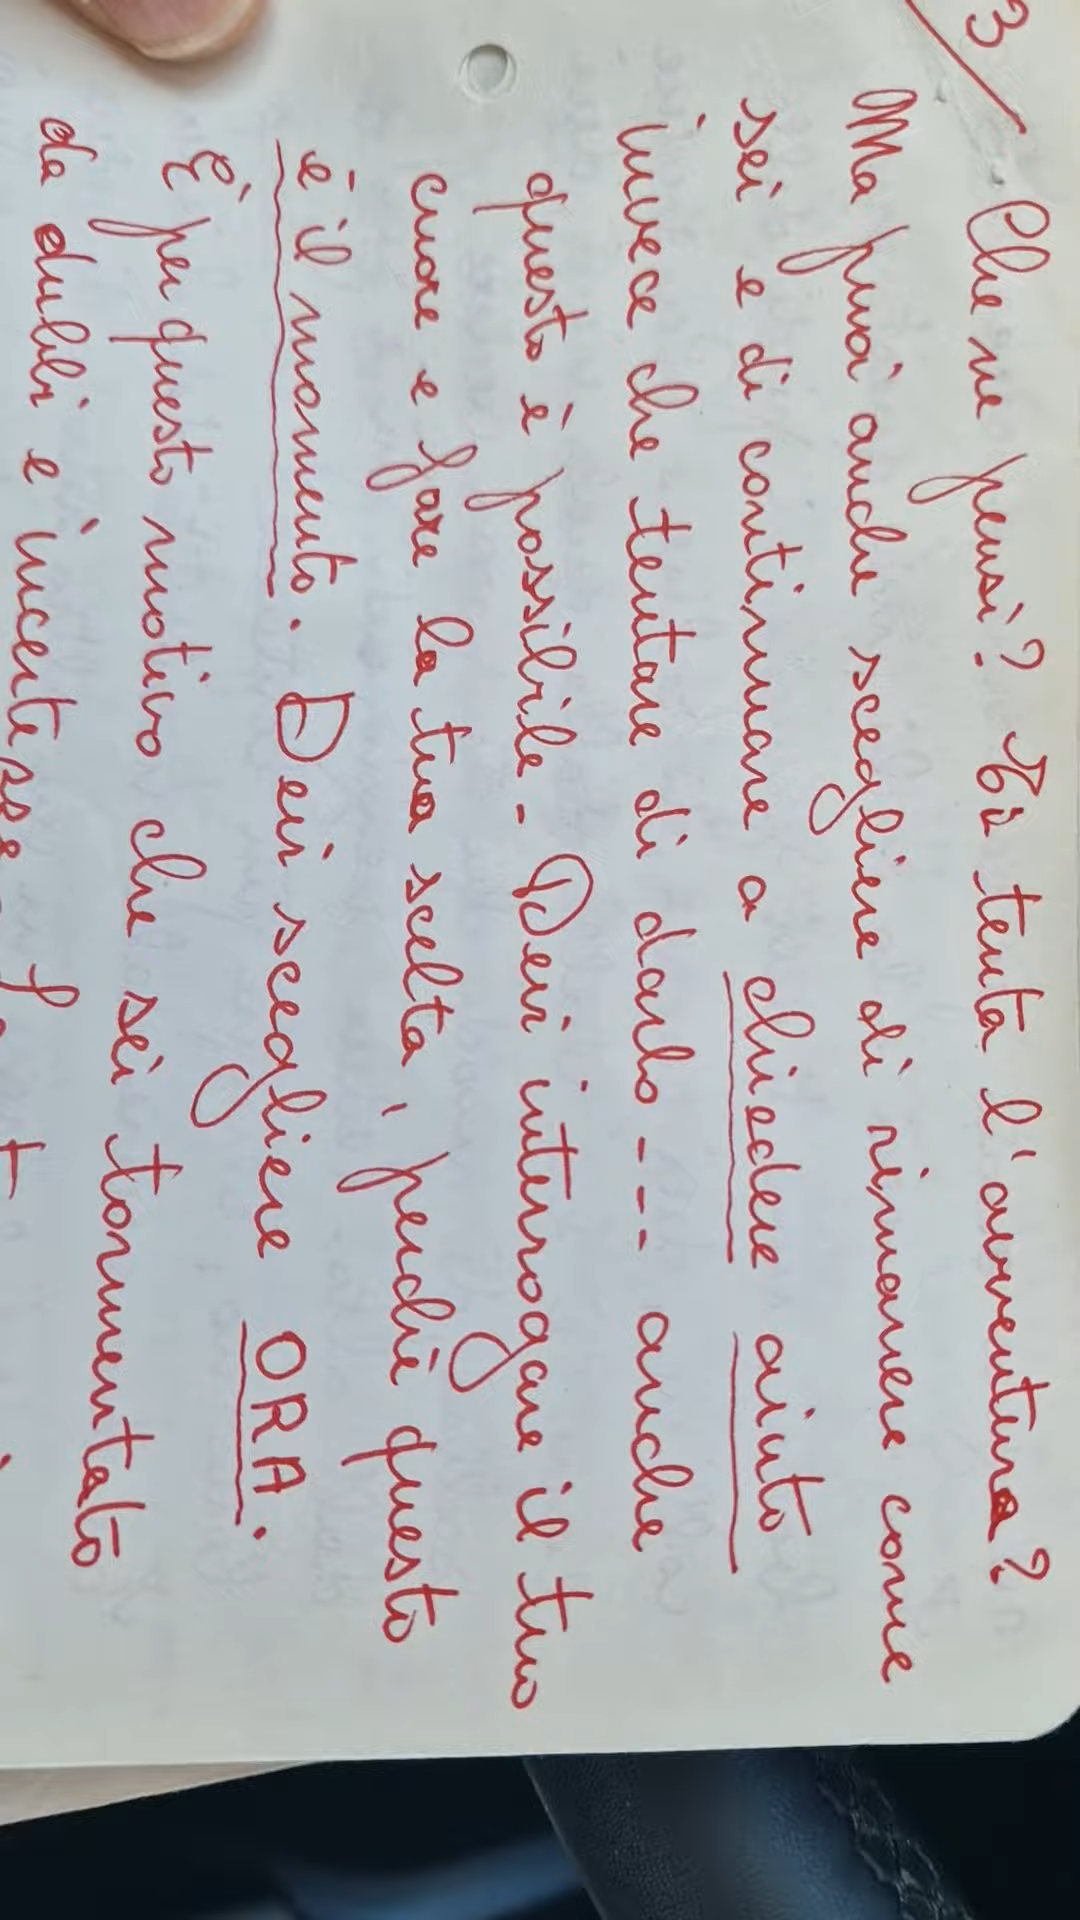 3
Che ne pensi? Ti tenta l'avventura?
Ma puoi anche scegliere di rimanere come
sei e di continuare a chiedere aiuto
invece che tentare di darlo --- anche
questo è possibile. Devi interrogare il tuo
cuore e fare la tua scelta, perchè questo
è il momento. Devi scegliere ORA.
È per questo motivo che sei tormentato
da dubbi e incertezze